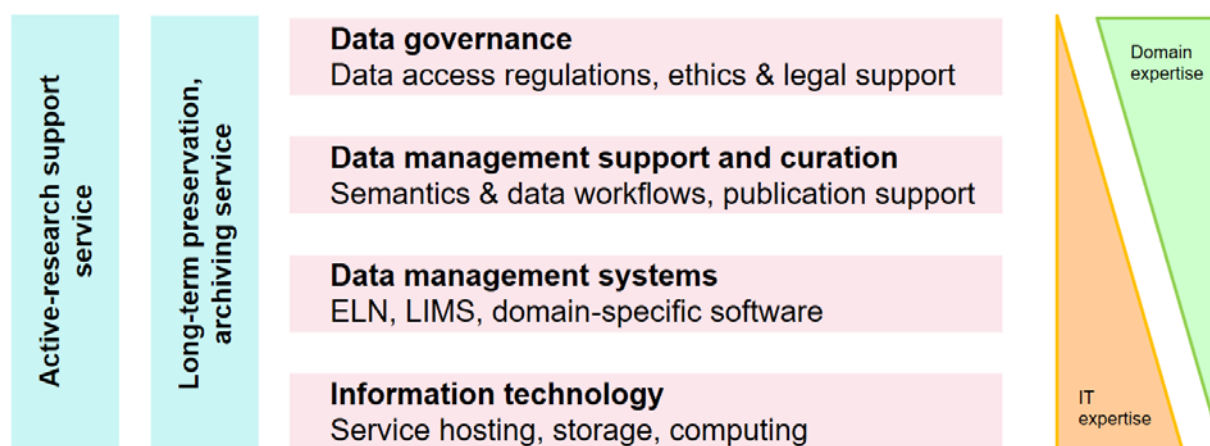 Active-research support
service
Long-term preservation,
archiving service
Data governance
Data access regulations, ethics & legal support
Data management support and curation
Semantics & data workflows, publication support
Data management systems
ELN, LIMS, domain-specific software
Information technology
Service hosting, storage, computing
Domain
expertise
IT
expertise